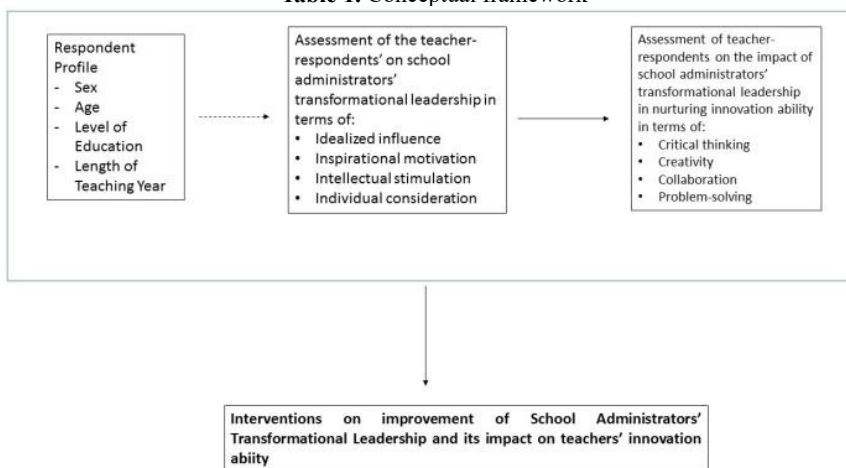 Table 1. Conceptual framework
Respondent
Profile
- Sex
- Age
- Level of
Education
- Length of
Teaching Year
Assessment of the teacher-
respondents’ on school
administrators’
transformational leadership in
terms of:
• Idealized influence
• Inspirational motivation
• Intellectual stimulation
• Individual consideration
Assessment of teacher-
respondents on the impact of
school administrators’
transformational leadership
in nurturing innovation ability
in terms of:
• Critical thinking
• Creativity
• Collaboration
• Problem-solving
Interventions on improvement of School Administrators’
Transformational Leadership and its impact on teachers’ innovation
abiity